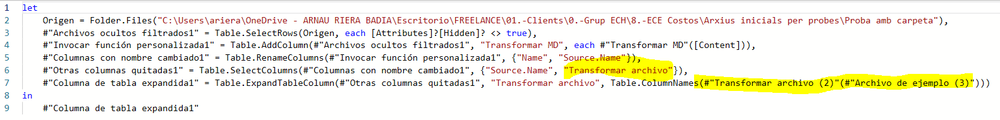 1 let
2 Origen = Folder.Files("C:\Users\ariera\OneDrive - ARNAU RIERA BADIA\Escritorio\FREELANCE\01.-Clients\0.-Grup ECH\8.-ECE Costos\Arxius inicials per probes\Proba amb carpeta"),
3 #"Archivos ocultos filtrados1" = Table.SelectRows(Origen, each [Attributes]?[Hidden]? <> true),
4 #"Invocar función personalizada1" = Table.AddColumn(#"Archivos ocultos filtrados1", "Transformar MD", each #"Transformar MD"([Content])),
5 #"Columnas con nombre cambiado1" = Table.RenameColumns(#"Invocar función personalizada1", {"Name", "Source.Name"}),
6 #"Otras columnas quitadas1" = Table.SelectColumns(#"Columnas con nombre cambiado1", {"Source.Name", "Transformar archivo"}),
7 #"Columna de tabla expandida1" = Table.ExpandTableColumn(#"Otras columnas quitadas1", "Transformar archivo", Table.ColumnNames(#"Transformar archivo (2)"(#"Archivo de ejemplo (3)")))
8 in
9 #"Columna de tabla expandida1"